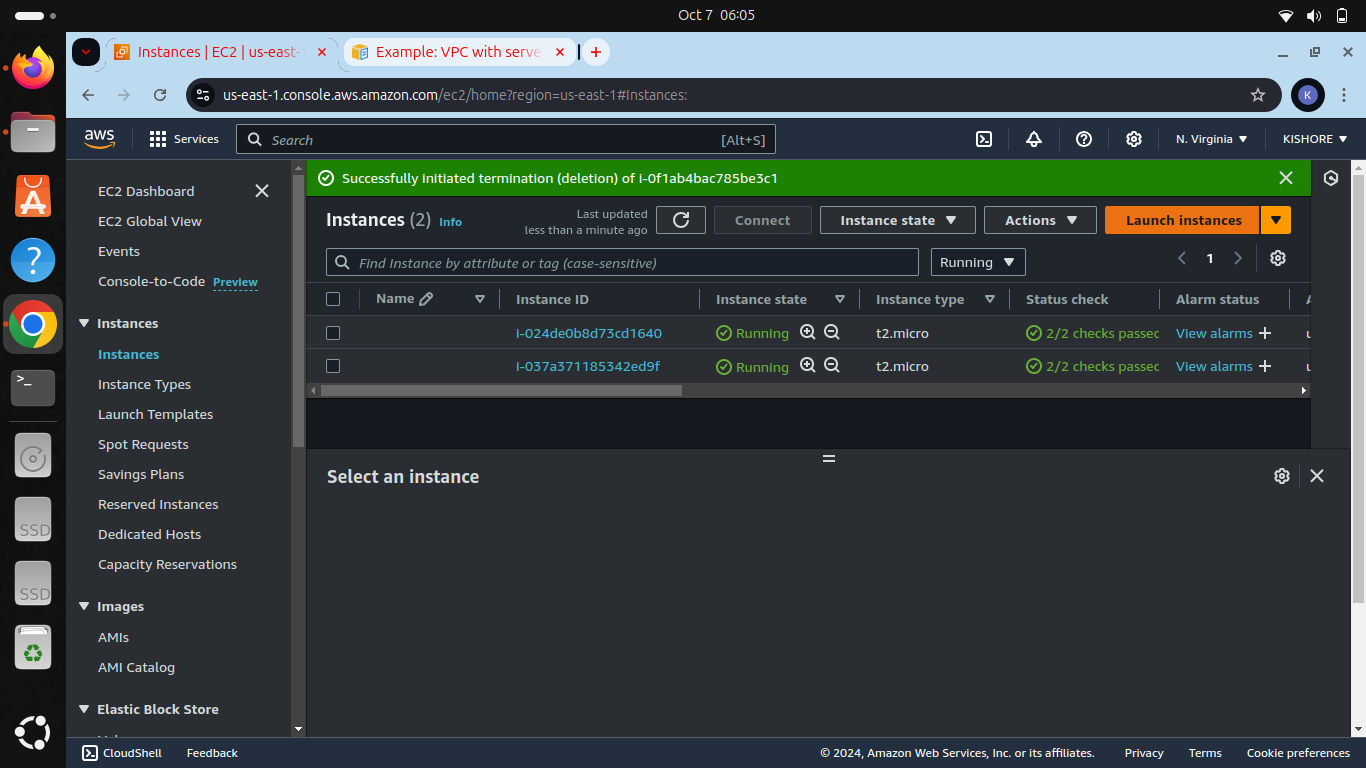 Oct 7 06:05
Instances | EC2 | us-east-
Example: VPC with serve
us-east-1.console.aws.amazon.com/ec2/home?region=us-east-1#Instances:
K
aws
Services
Search
[Alt+S]
N. Virginia
KISHORE
EC2 Dashboard
EC2 Global View
Events
Console-to-Code Preview
Instances
Instances
Instance Types
Launch Templates
Spot Requests
Savings Plans
Reserved Instances
Dedicated Hosts
Capacity Reservations
Images
AMIs
AMI Catalog
Elastic Block Store
Successfully initiated termination (deletion) of i-0f1ab4bac785be3c1
Instances (2) Info
Last updated
less than a minute ago
Connect
Instance state
Actions
Launch instances
Find Instance by attribute or tag (case-sensitive)
Running
1
Name Instance ID Instance state Instance type Status check Alarm status
i-024de0b8d73cd1640 Running t2.micro 2/2 checks passec View alarms
i-037a371185342ed9f Running t2.micro 2/2 checks passec View alarms
Select an instance
SSD
SSD
CloudShell
Feedback
© 2024, Amazon Web Services, Inc. or its affiliates.
Privacy
Terms
Cookie preferences